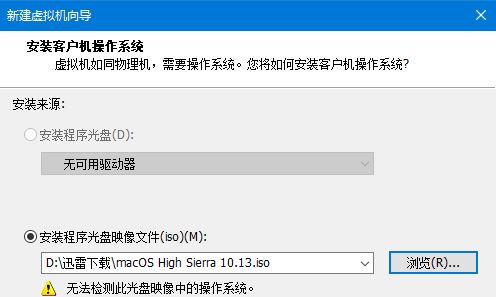 新建虚拟机向导
安装客户机操作系统
虚拟机如同物理机，需要操作系统。您将如何安装客户机操作系统?
安装来源:
安装程序光盘(D):
无可用驱动器
安装程序光盘映像文件(iso)(M):
D:\迅雷下载\macOS High Sierra 10.13.iso
浏览(R)...
无法检测此光盘映像中的操作系统。